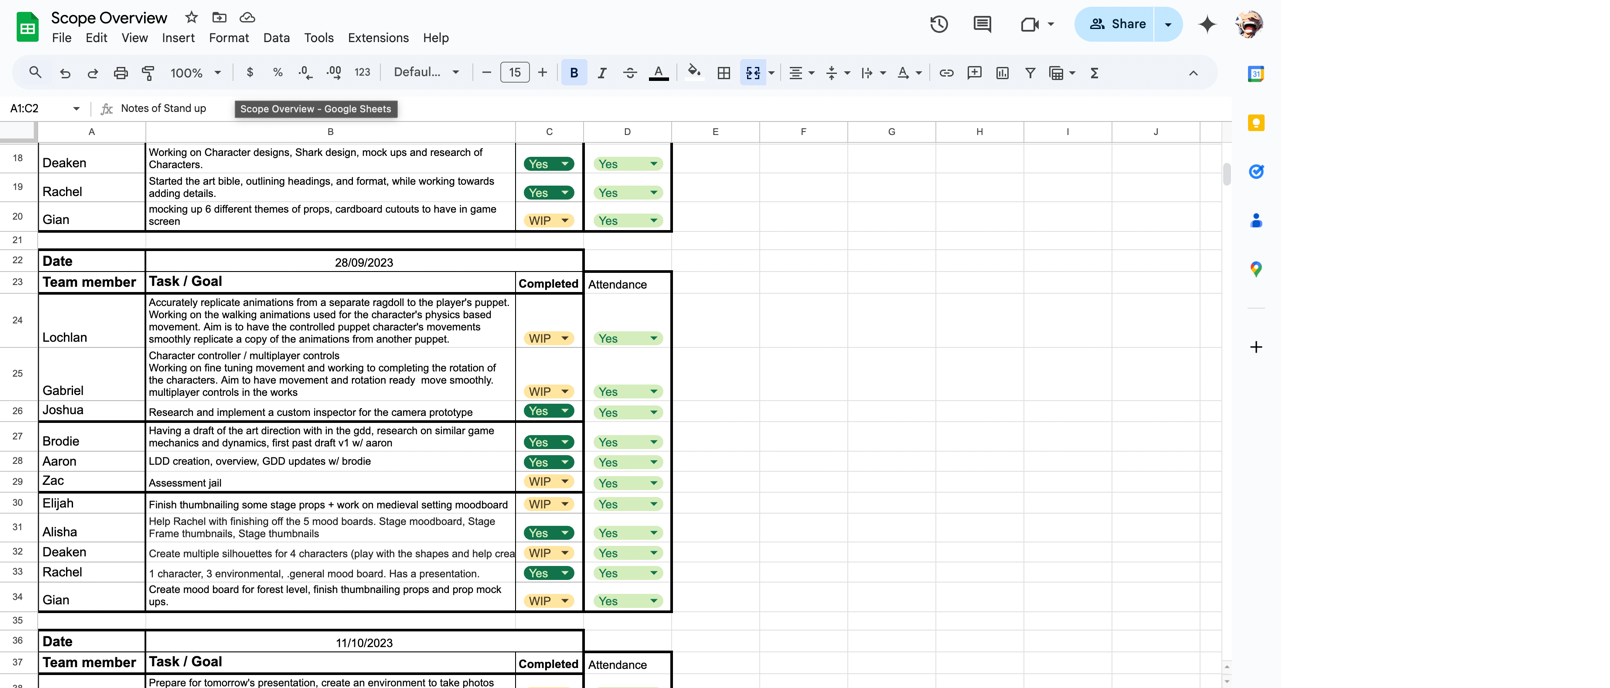 Scope Overview
File Edit View Insert Format Data Tools Extensions Help
Share
100% $ % .0 .00 123 Defaul... 15 B I A
A1:C2 fx Notes of Stand up
Scope Overview - Google Sheets
A B C D E F G H I J
18 Deaken Working on Character designs, Shark design, mock ups and research of
Characters. Yes Yes
19 Rachel Started the art bible, outlining headings, and format, while working towards
adding details. Yes Yes
20 Gian mocking up 6 different themes of props, cardboard cutouts to have in game
screen WIP Yes
21
22 Date 28/09/2023
23 Team member Task / Goal Completed Attendance
24 Lochlan Accurately replicate animations from a separate ragdoll to the player's puppet.
Working on the walking animations used for the character's physics based
movement. Aim is to have the controlled puppet character's movements
smoothly replicate a copy of the animations from another puppet. WIP Yes
25 Gabriel Character controller / multiplayer controls
Working on fine tuning movement and working to completing the rotation of
the characters. Aim to have movement and rotation ready move smoothly.
multiplayer controls in the works WIP Yes
26 Joshua Research and implement a custom inspector for the camera prototype Yes Yes
27 Brodie Having a draft of the art direction with in the gdd, research on similar game
mechanics and dynamics, first past draft v1 w/ aaron Yes Yes
28 Aaron LDD creation, overview, GDD updates w/ brodie Yes Yes
29 Zac Assessment jail WIP Yes
30 Elijah Finish thumbnailing some stage props + work on medieval setting moodboard WIP Yes
31 Alisha Help Rachel with finishing off the 5 mood boards. Stage moodboard, Stage
Frame thumbnails, Stage thumbnails Yes Yes
32 Deaken Create multiple silhouettes for 4 characters (play with the shapes and help crea WIP Yes
33 Rachel 1 character, 3 environmental, .general mood board. Has a presentation. Yes Yes
34 Gian Create mood board for forest level, finish thumbnailing props and prop mock
ups. WIP Yes
35
36 Date 11/10/2023
37 Team member Task / Goal Completed Attendance
38 Prepare for tomorrow's presentation, create an environment to take photos
31